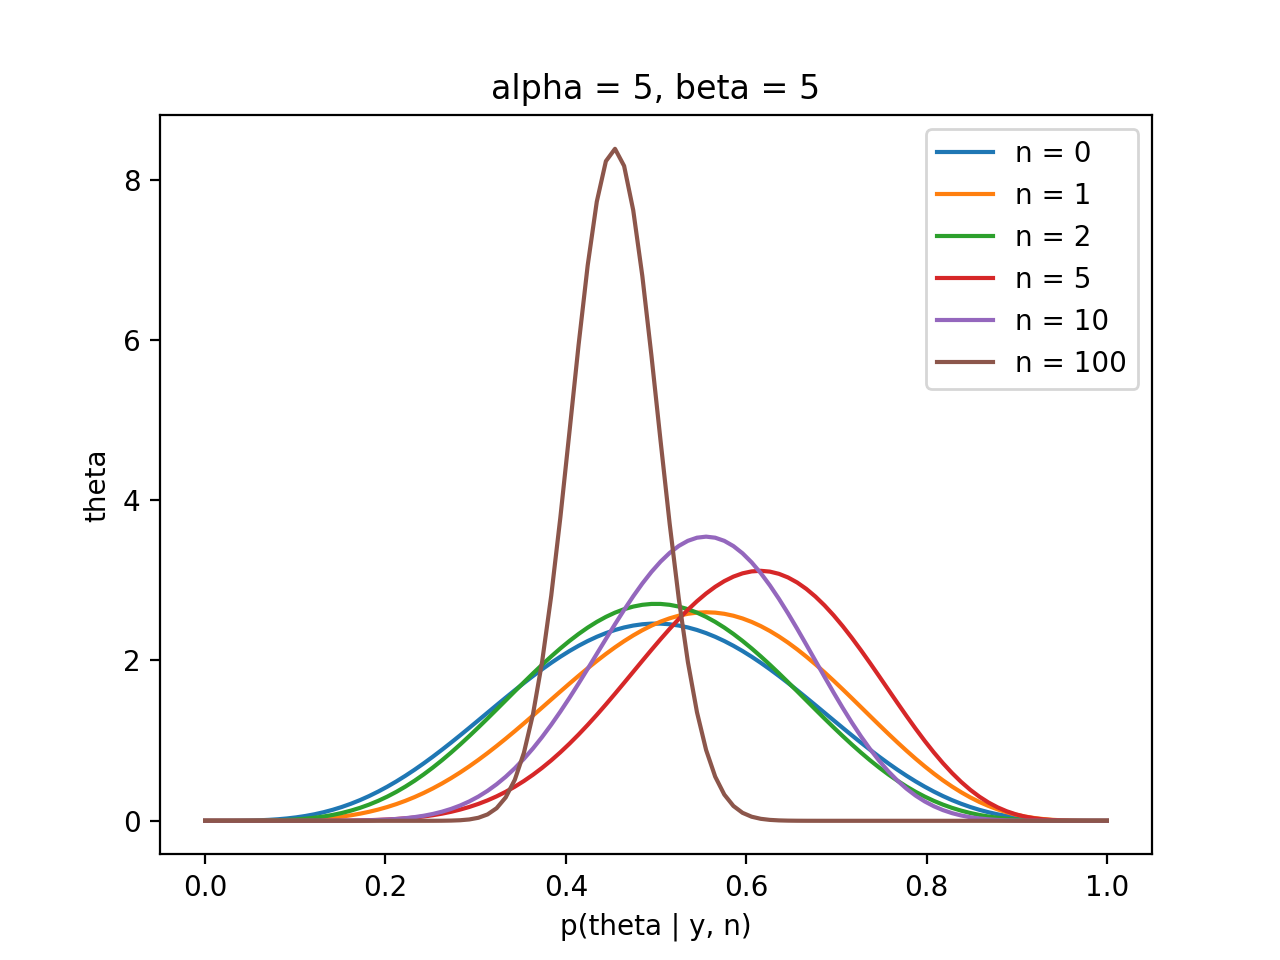 alpha = 5, beta = 5
n = 0
n = 1
n = 2
n = 5
n = 10
n = 100
8
6
4
2
0
theta
0.0 0.2 0.4 0.6 0.8 1.0
p(theta | y, n)